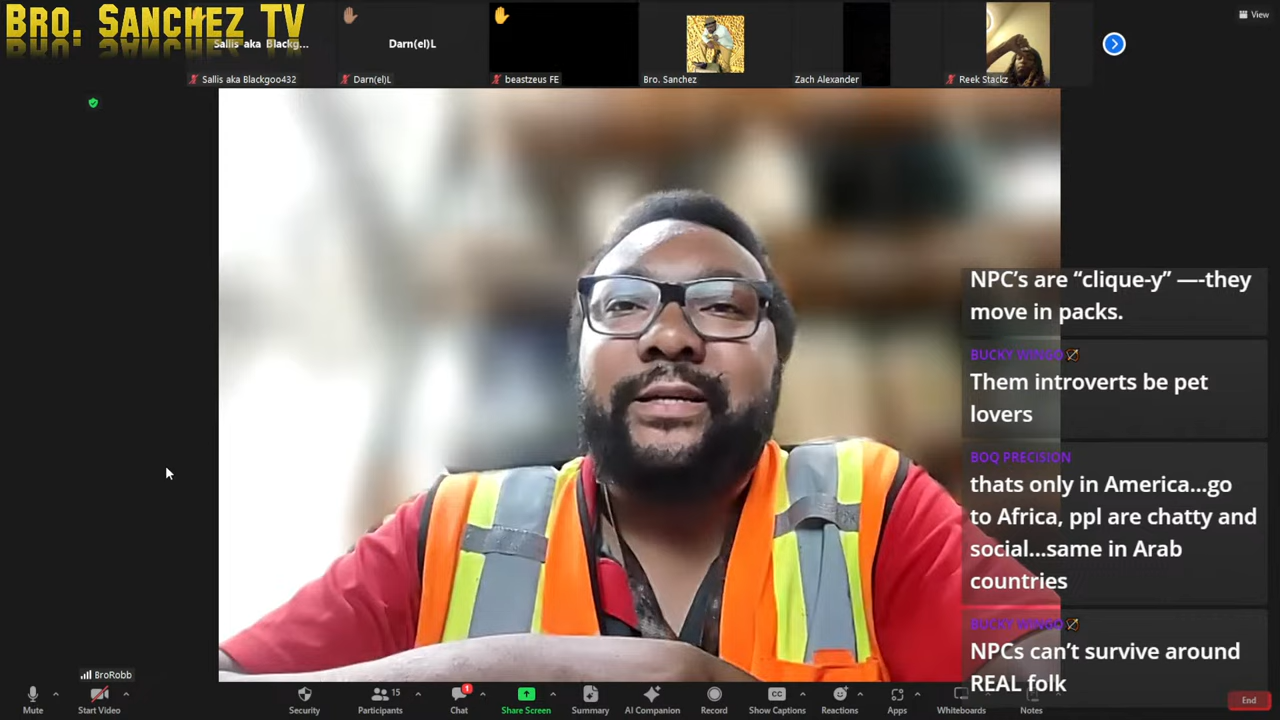 BRO. SANCHEZ TV
View
Sallis aka Blackg...
Darn(el)L
Sallis aka Blackgoo432
Darn(el)L
beastzeus FE
Bro. Sanchez
Zach Alexander
Reek Stackz
NPC's are “clique-y” —-they
move in packs.
BUCKY WINGO
Them introverts be pet
lovers
BOQ PRECISION
thats only in America...go
to Africa, ppl are chatty and
social...same in Arab
countries
BUCKY WINGO
NPCs can’t survive around
REAL folk
BroRobb
15
1
CC
Mute
Start Video
Security
Participants
Chat
Share Screen
Summary
AI Companion
Record
Show Captions
Reactions
Apps
Whiteboards
Notes
End